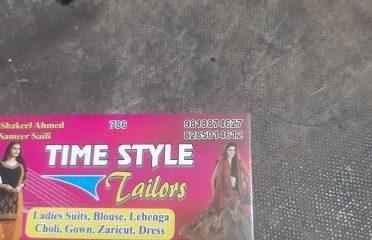 Shakeel Ahmed 786 9818874627
Sameer Saifi 8285014612
TIME STYLE
Tailors
Ladies Suits, Blouse, Lehenga
Choli, Gown, Zaricut, Dress